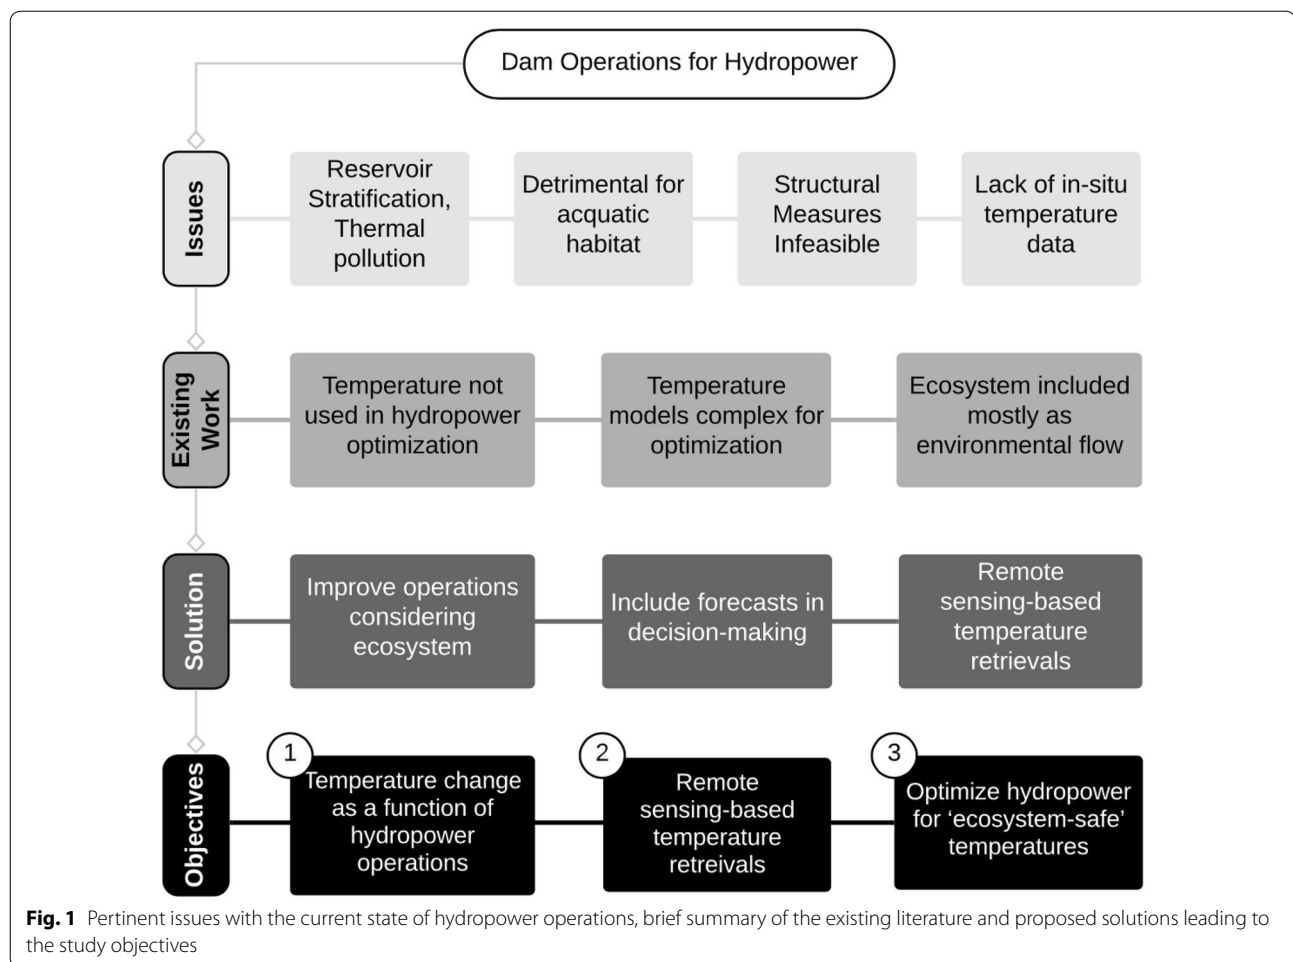 Dam Operations for Hydropower
Issues
Reservoir
Stratification,
Thermal
pollution
Detrimental for
acquatic
habitat
Structural
Measures
Infeasible
Lack of in-situ
temperature
data
Existing
Work
Temperature not
used in hydropower
optimization
Temperature
models complex for
optimization
Ecosystem included
mostly as
environmental flow
Solution
Improve operations
considering
ecosystem
Include forecasts in
decision-making
Remote
sensing-based
temperature
retrievals
Objectives
1
Temperature change
as a function of
hydropower
operations
2
Remote
sensing-based
temperature
retreivals
3
Optimize hydropower
for ‘ecosystem-safe’
temperatures
Fig. 1 Pertinent issues with the current state of hydropower operations, brief summary of the existing literature and proposed solutions leading to
the study objectives